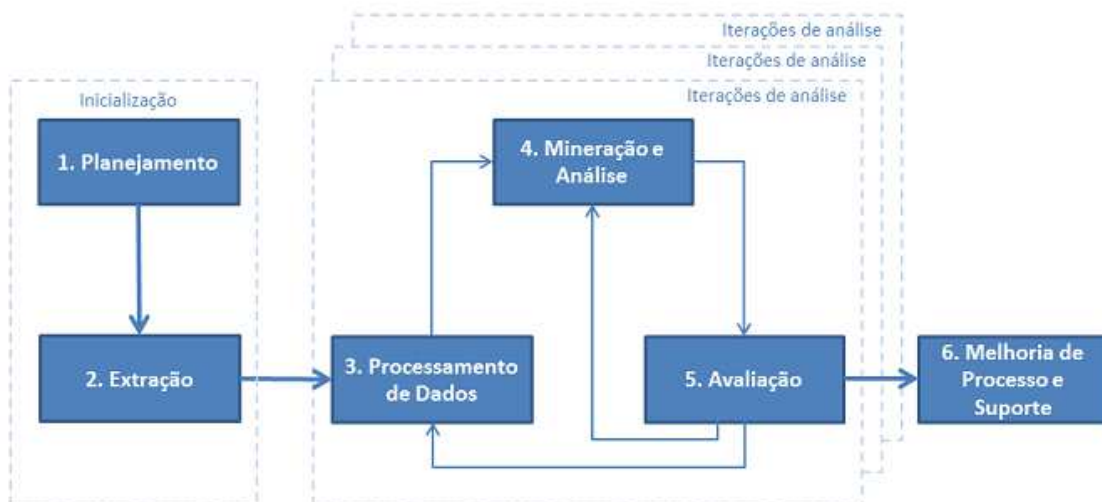 Iterações de análise
Iterações de análise
Iterações de análise
Inicialização
1. Planejamento
2. Extração
3. Processamento
de Dados
4. Mineração e
Análise
5. Avaliação
6. Melhoria de
Processo e
Suporte